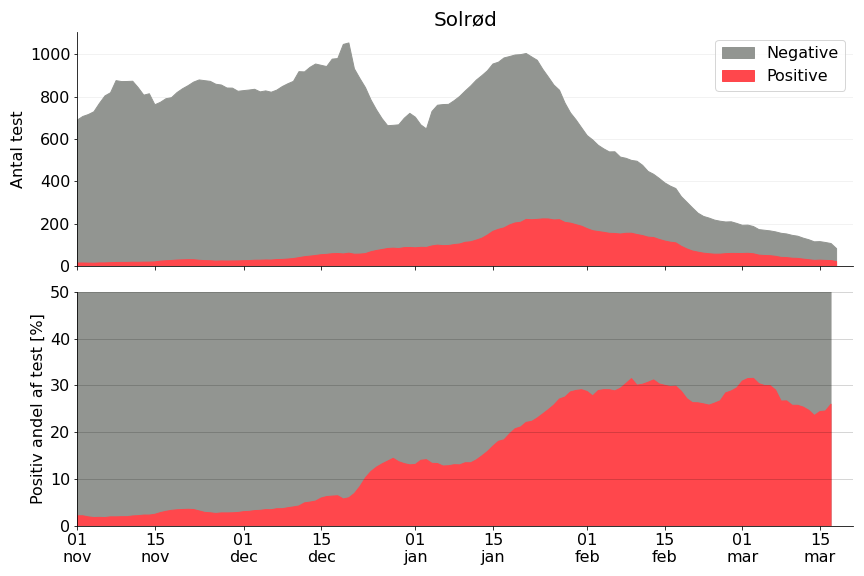 Solrød
Antal test
1000
800
600
400
200
0
Negative
Positive
Positiv andel af test [%]
50
40
30
20
10
0
01 15 01 15 01 15 01 15 01 15
nov nov dec dec jan jan feb feb mar mar